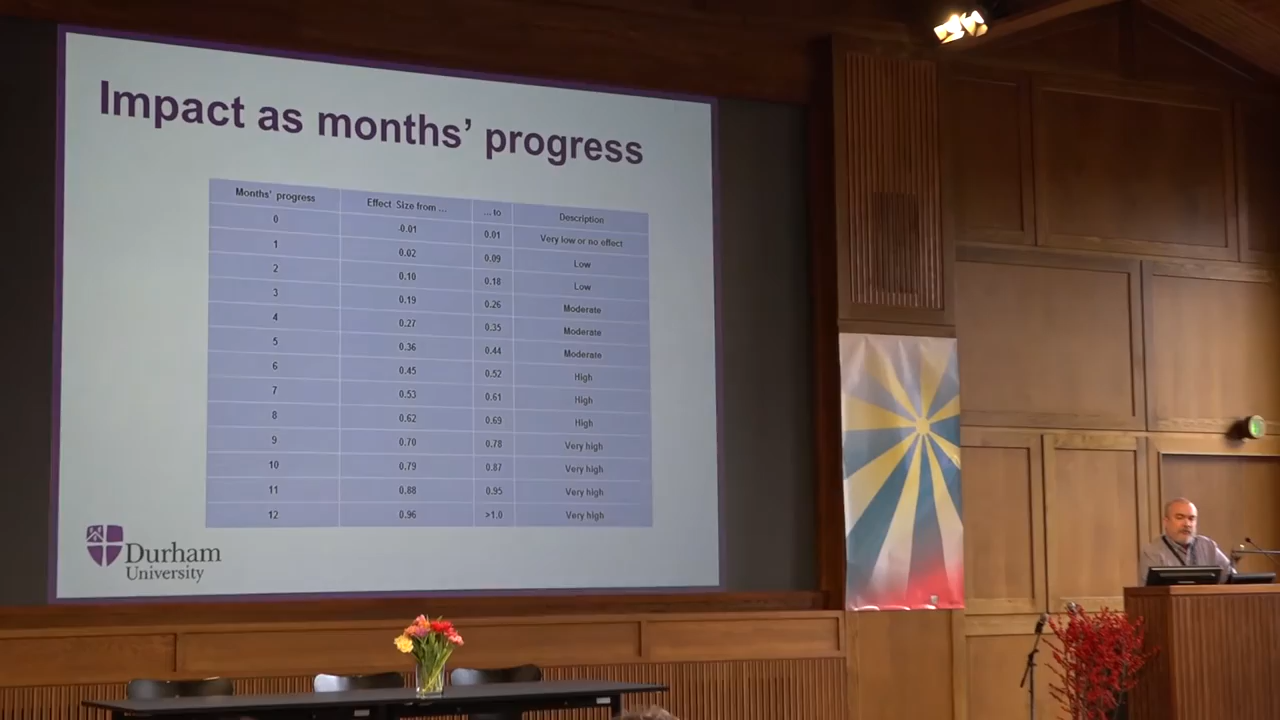 Impact as months' progress
Months' progress Effect Size from ... ... to Description
0 -0.01 0.01 Very low or no effect
1 0.02 0.09 Low
2 0.10 0.18 Low
3 0.19 0.26 Moderate
4 0.27 0.35 Moderate
5 0.36 0.44 Moderate
6 0.45 0.52 High
7 0.53 0.61 High
8 0.62 0.69 High
9 0.70 0.78 Very high
10 0.79 0.87 Very high
11 0.88 0.95 Very high
12 0.96 >1.0 Very high
Durham
University